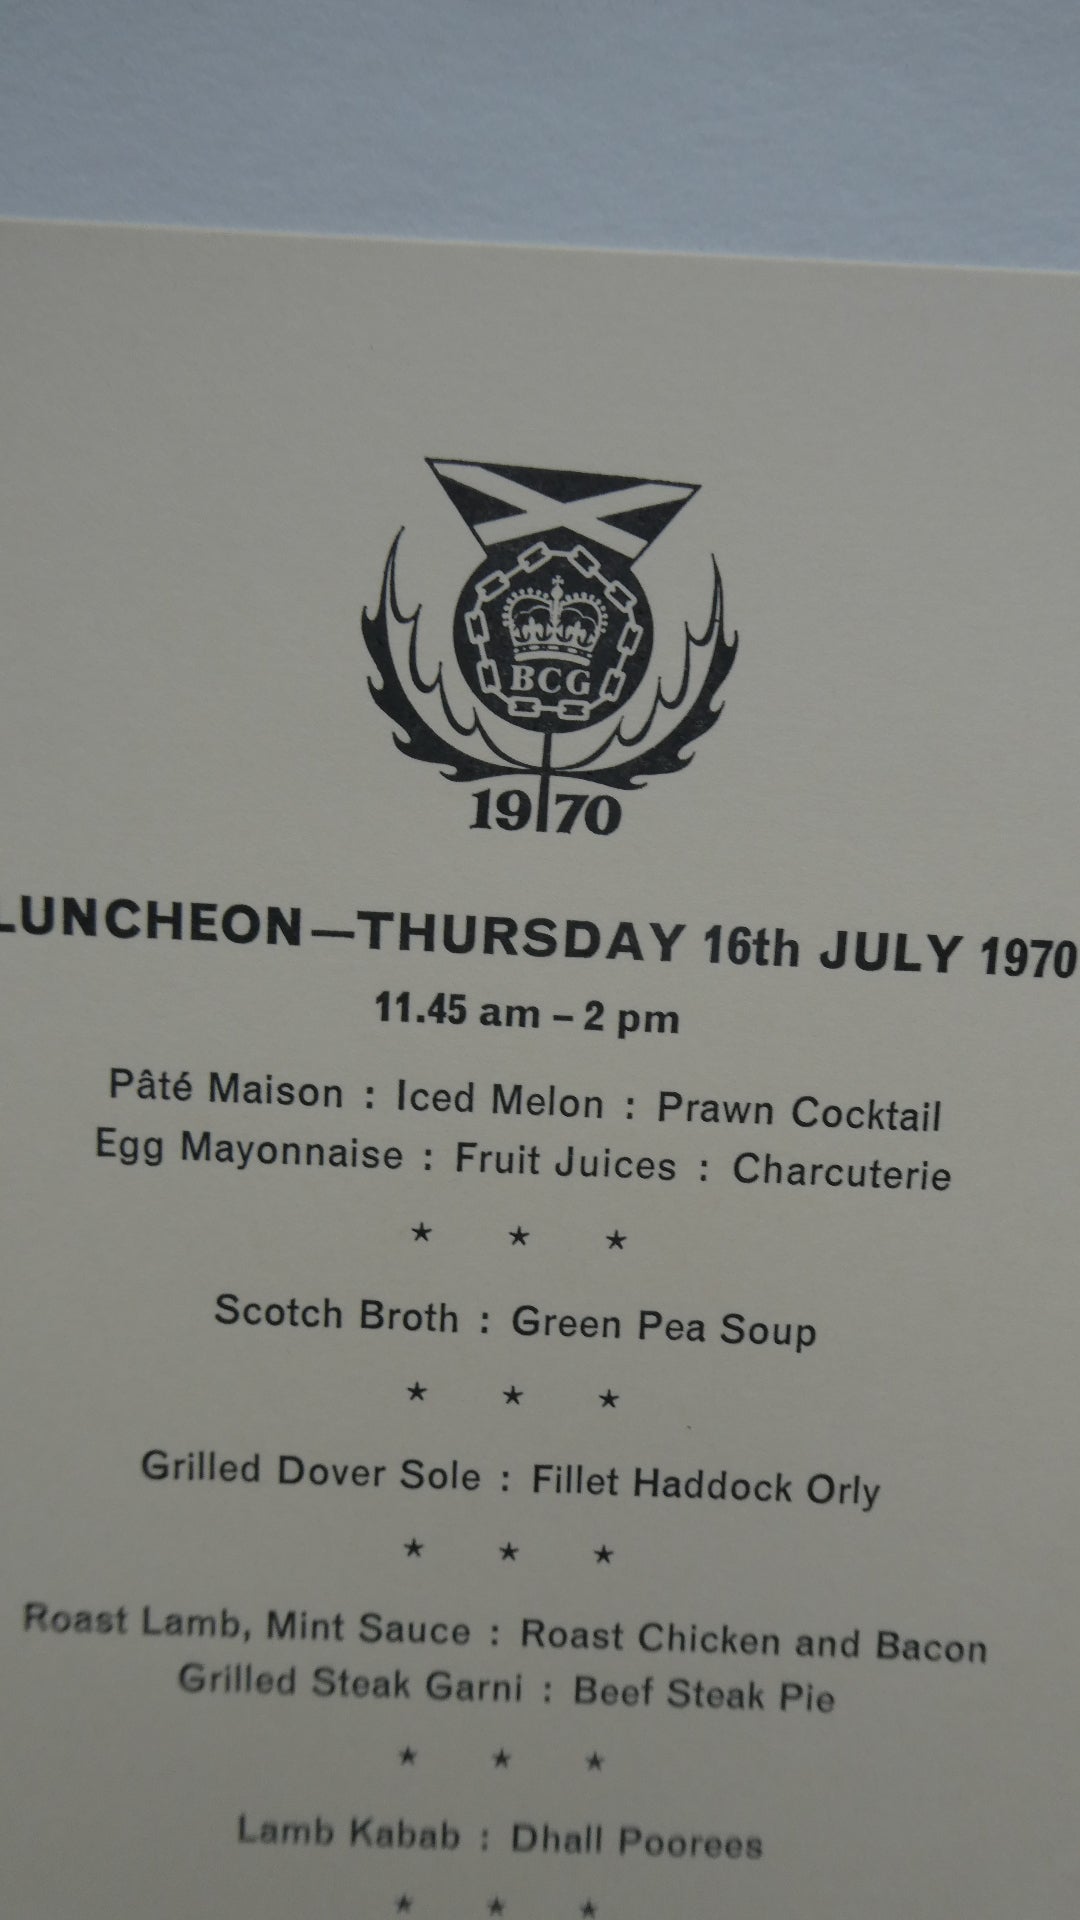 BCG
19 70
LUNCHEON—THURSDAY 16th JULY 1970
11.45 am – 2 pm
Pâté Maison : Iced Melon : Prawn Cocktail
Egg Mayonnaise : Fruit Juices : Charcuterie
★ ★ ★
Scotch Broth : Green Pea Soup
★ ★ ★
Grilled Dover Sole : Fillet Haddock Orly
★ ★ ★
Roast Lamb, Mint Sauce : Roast Chicken and Bacon
Grilled Steak Garni : Beef Steak Pie
★ ★ ★
Lamb Kabab : Dhall Poorees
★ ★ ★